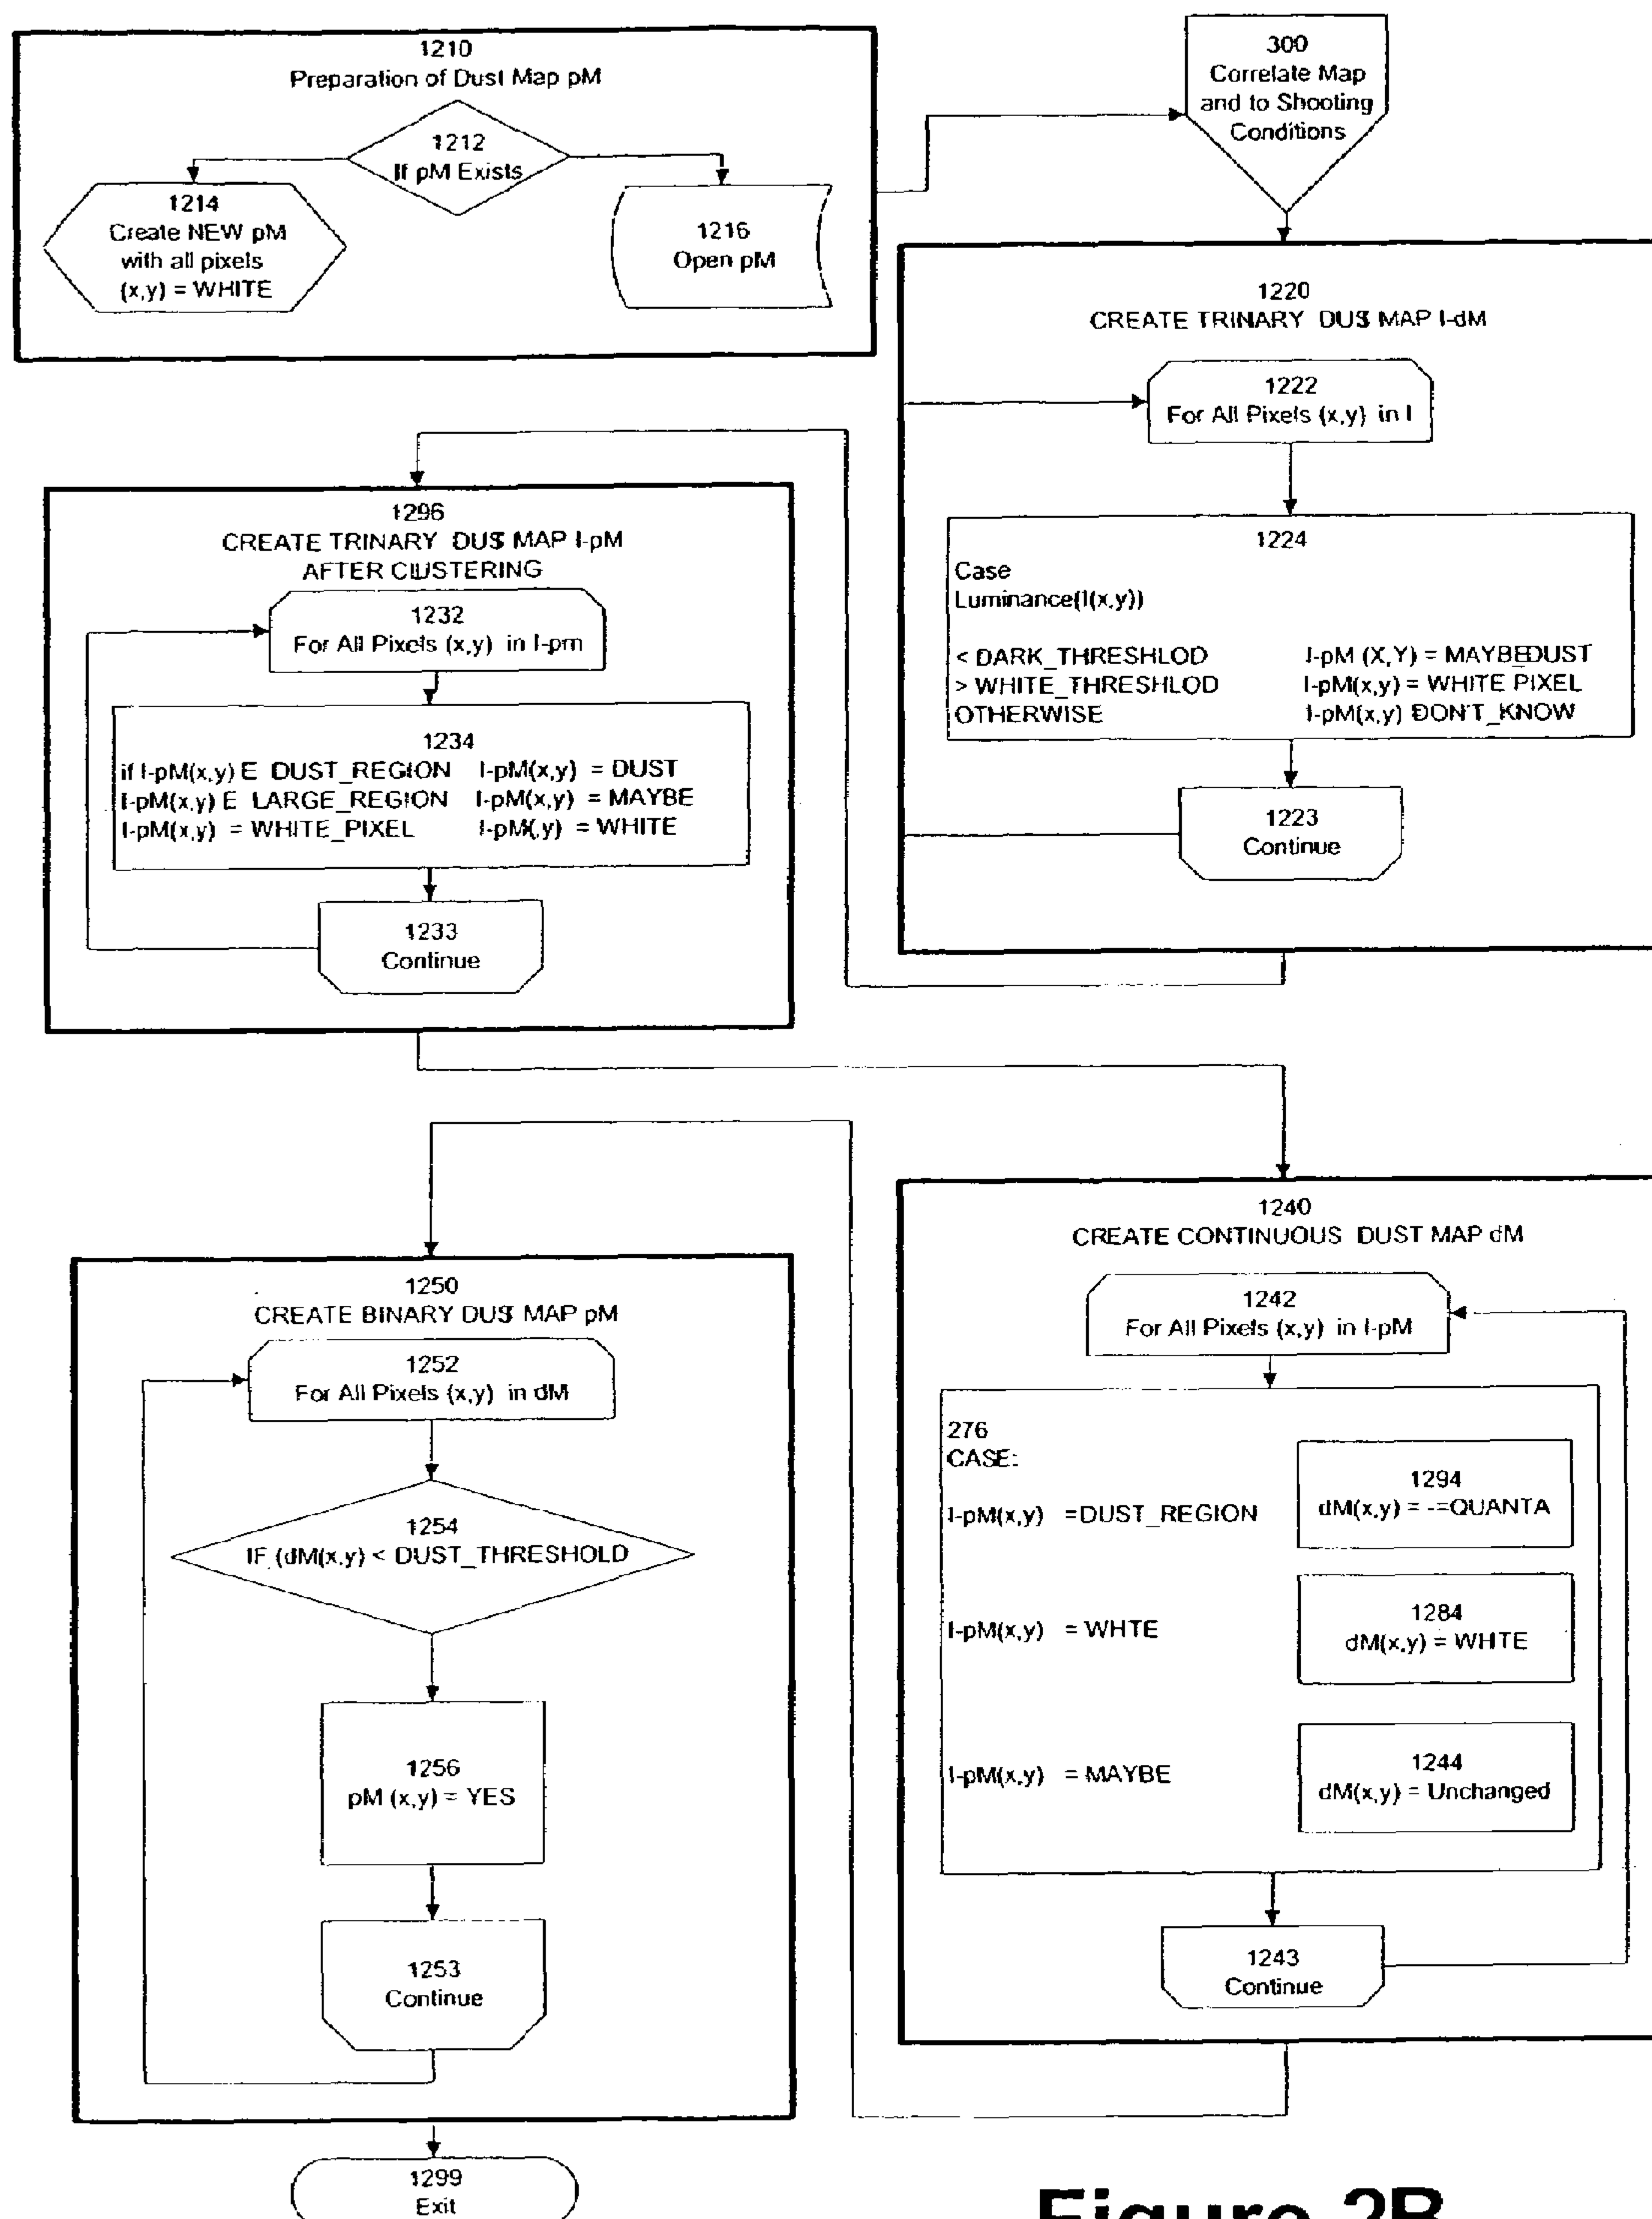 1210
Preparation of Dust Map pM
1212
If pM Exists
1214
Create NEW pM
with all pixels
(x,y) = WHITE
1216
Open pM
300
Correlate Map
and to Shooting
Conditions
1220
CREATE TRINARY DUS MAP I-dM
1222
For All Pixels (x,y) in I
1224
Case
Luminance(I(x,y))
< DARK_THRESHLOD I-pM (X,Y) = MAYBEDUST
> WHITE_THRESHLOD I-pM(x,y) = WHITE PIXEL
OTHERWISE I-pM(x,y) DON'T_KNOW
1223
Continue
1296
CREATE TRINARY DUS MAP I-pM
AFTER CLUSTERING
1232
For All Pixels (x,y) in I-pm
1234
if I-pM(x,y) E DUST_REGION I-pM(x,y) = DUST
I-pM(x,y) E LARGE_REGION I-pM(x,y) = MAYBE
I-pM(x,y) = WHITE_PIXEL I-pM(,y) = WHITE
1233
Continue
1240
CREATE CONTINUOUS DUST MAP dM
1242
For All Pixels (x,y) in I-pM
276
CASE:
I-pM(x,y) =DUST_REGION
1294
dM(x,y) = -=QUANTA
I-pM(x,y) = WHTE
1284
dM(x,y) = WHTE
I-pM(x,y) = MAYBE
1244
dM(x,y) = Unchanged
1243
Continue
1250
CREATE BINARY DUS MAP pM
1252
For All Pixels (x,y) in dM
1254
IF (dM(x,y) < DUST_THRESHOLD
1256
pM (x,y) = YES
1253
Continue
1299
Exit
Figure 2B